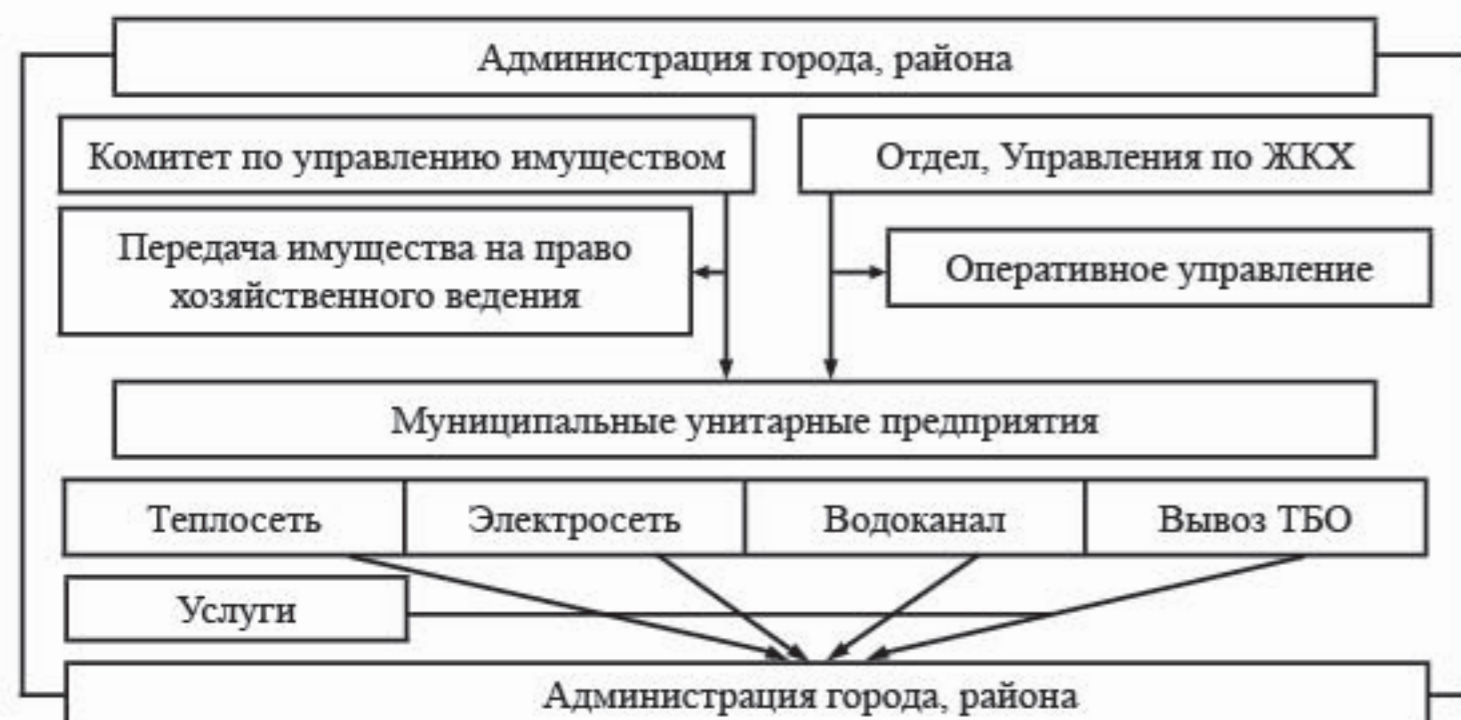 Администрация города, района
Комитет по управлению имуществом
Отдел, Управления по ЖКХ
Передача имущества на право
хозяйственного ведения
Оперативное управление
Муниципальные унитарные предприятия
Теплосеть
Электросеть
Водоканал
Вывоз ТБО
Услуги
Администрация города, района